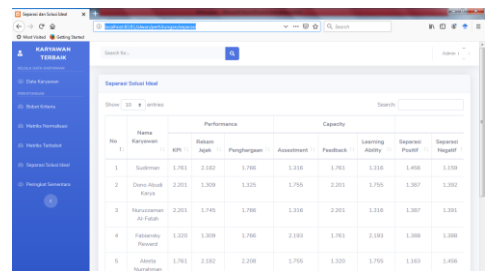 Separasi dan Solusi Ideal
Search
Most Visited Getting Started
KARYAWAN
TERBAIK
Search for...
Admin
Data Karyawan
Bobot Kriteria
Matriks Normalisasi
Matriks Terbobot
Separasi Solusi Ideal
Peringkat Sementara
Separasi Solusi Ideal
Show 10 entries
Search:
Performance Capacity
No Nama Karyawan KPI Rekam Jejak Penghargaan Assestment Feedback Learning Ability Separasi Positif Separasi Negatif
1 Sudirman 1.761 2.182 1.766 1.316 1.761 1.316 1.456 1.159
2 Dono Abadi Karya 2.201 1.309 1.325 1.755 2.201 1.755 1.387 1.392
3 Nurussaman Al-Fatah 2.201 1.745 1.766 1.316 2.201 1.316 1.387 1.391
4 Fabiansky Reward 1.320 1.309 1.766 2.193 1.761 2.193 1.388 1.388
5 1.761 2.182 2.208 1.755 1.320 1.755 1.163 1.456